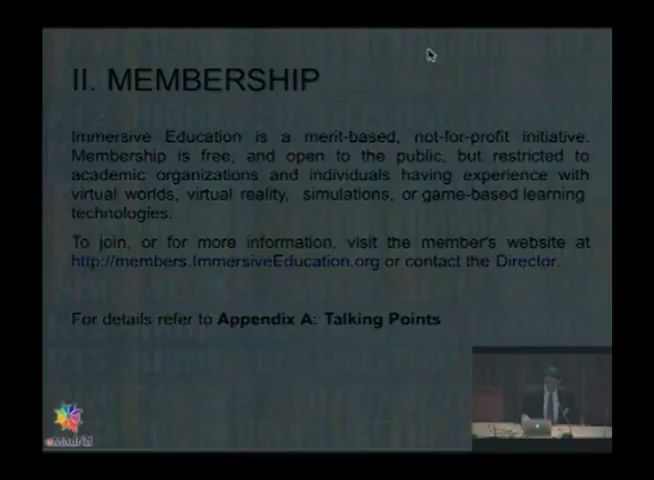 II. MEMBERSHIP
Immersive Education is a merit-based, not-for-profit initiative.
Membership is free, and open to the public, but restricted to
academic organizations and individuals having experience with
virtual worlds, virtual reality, simulations, or game-based learning
technologies.
To join, or for more information, visit the member's website at
http://members.ImmersiveEducation.org or contact the Director.
For details refer to Appendix A: Talking Points
eMadrid